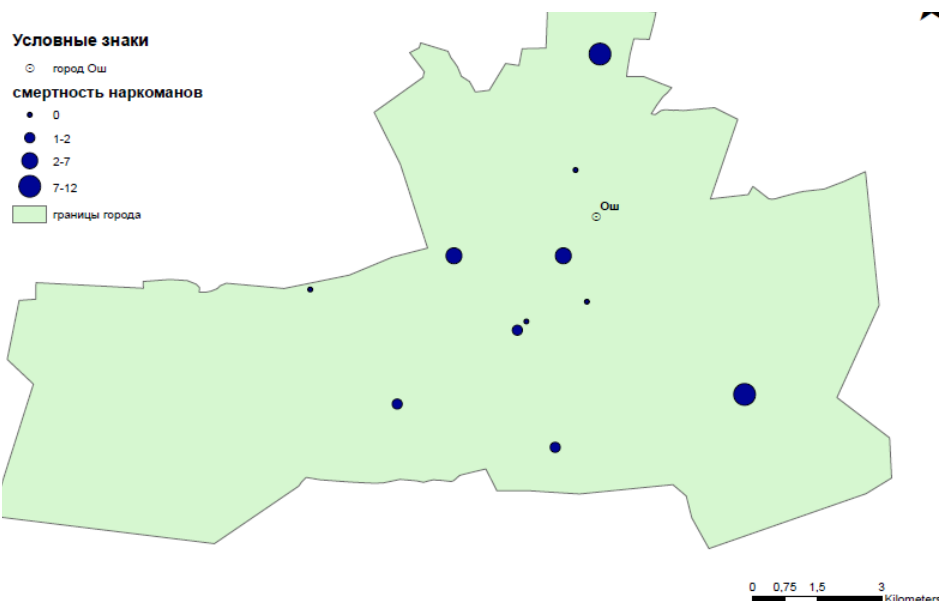 Условные знаки
город Ош
смертность наркоманов
0
1-2
2-7
7-12
границы города
Ош
0 0,75 1,5 3
Kilometers